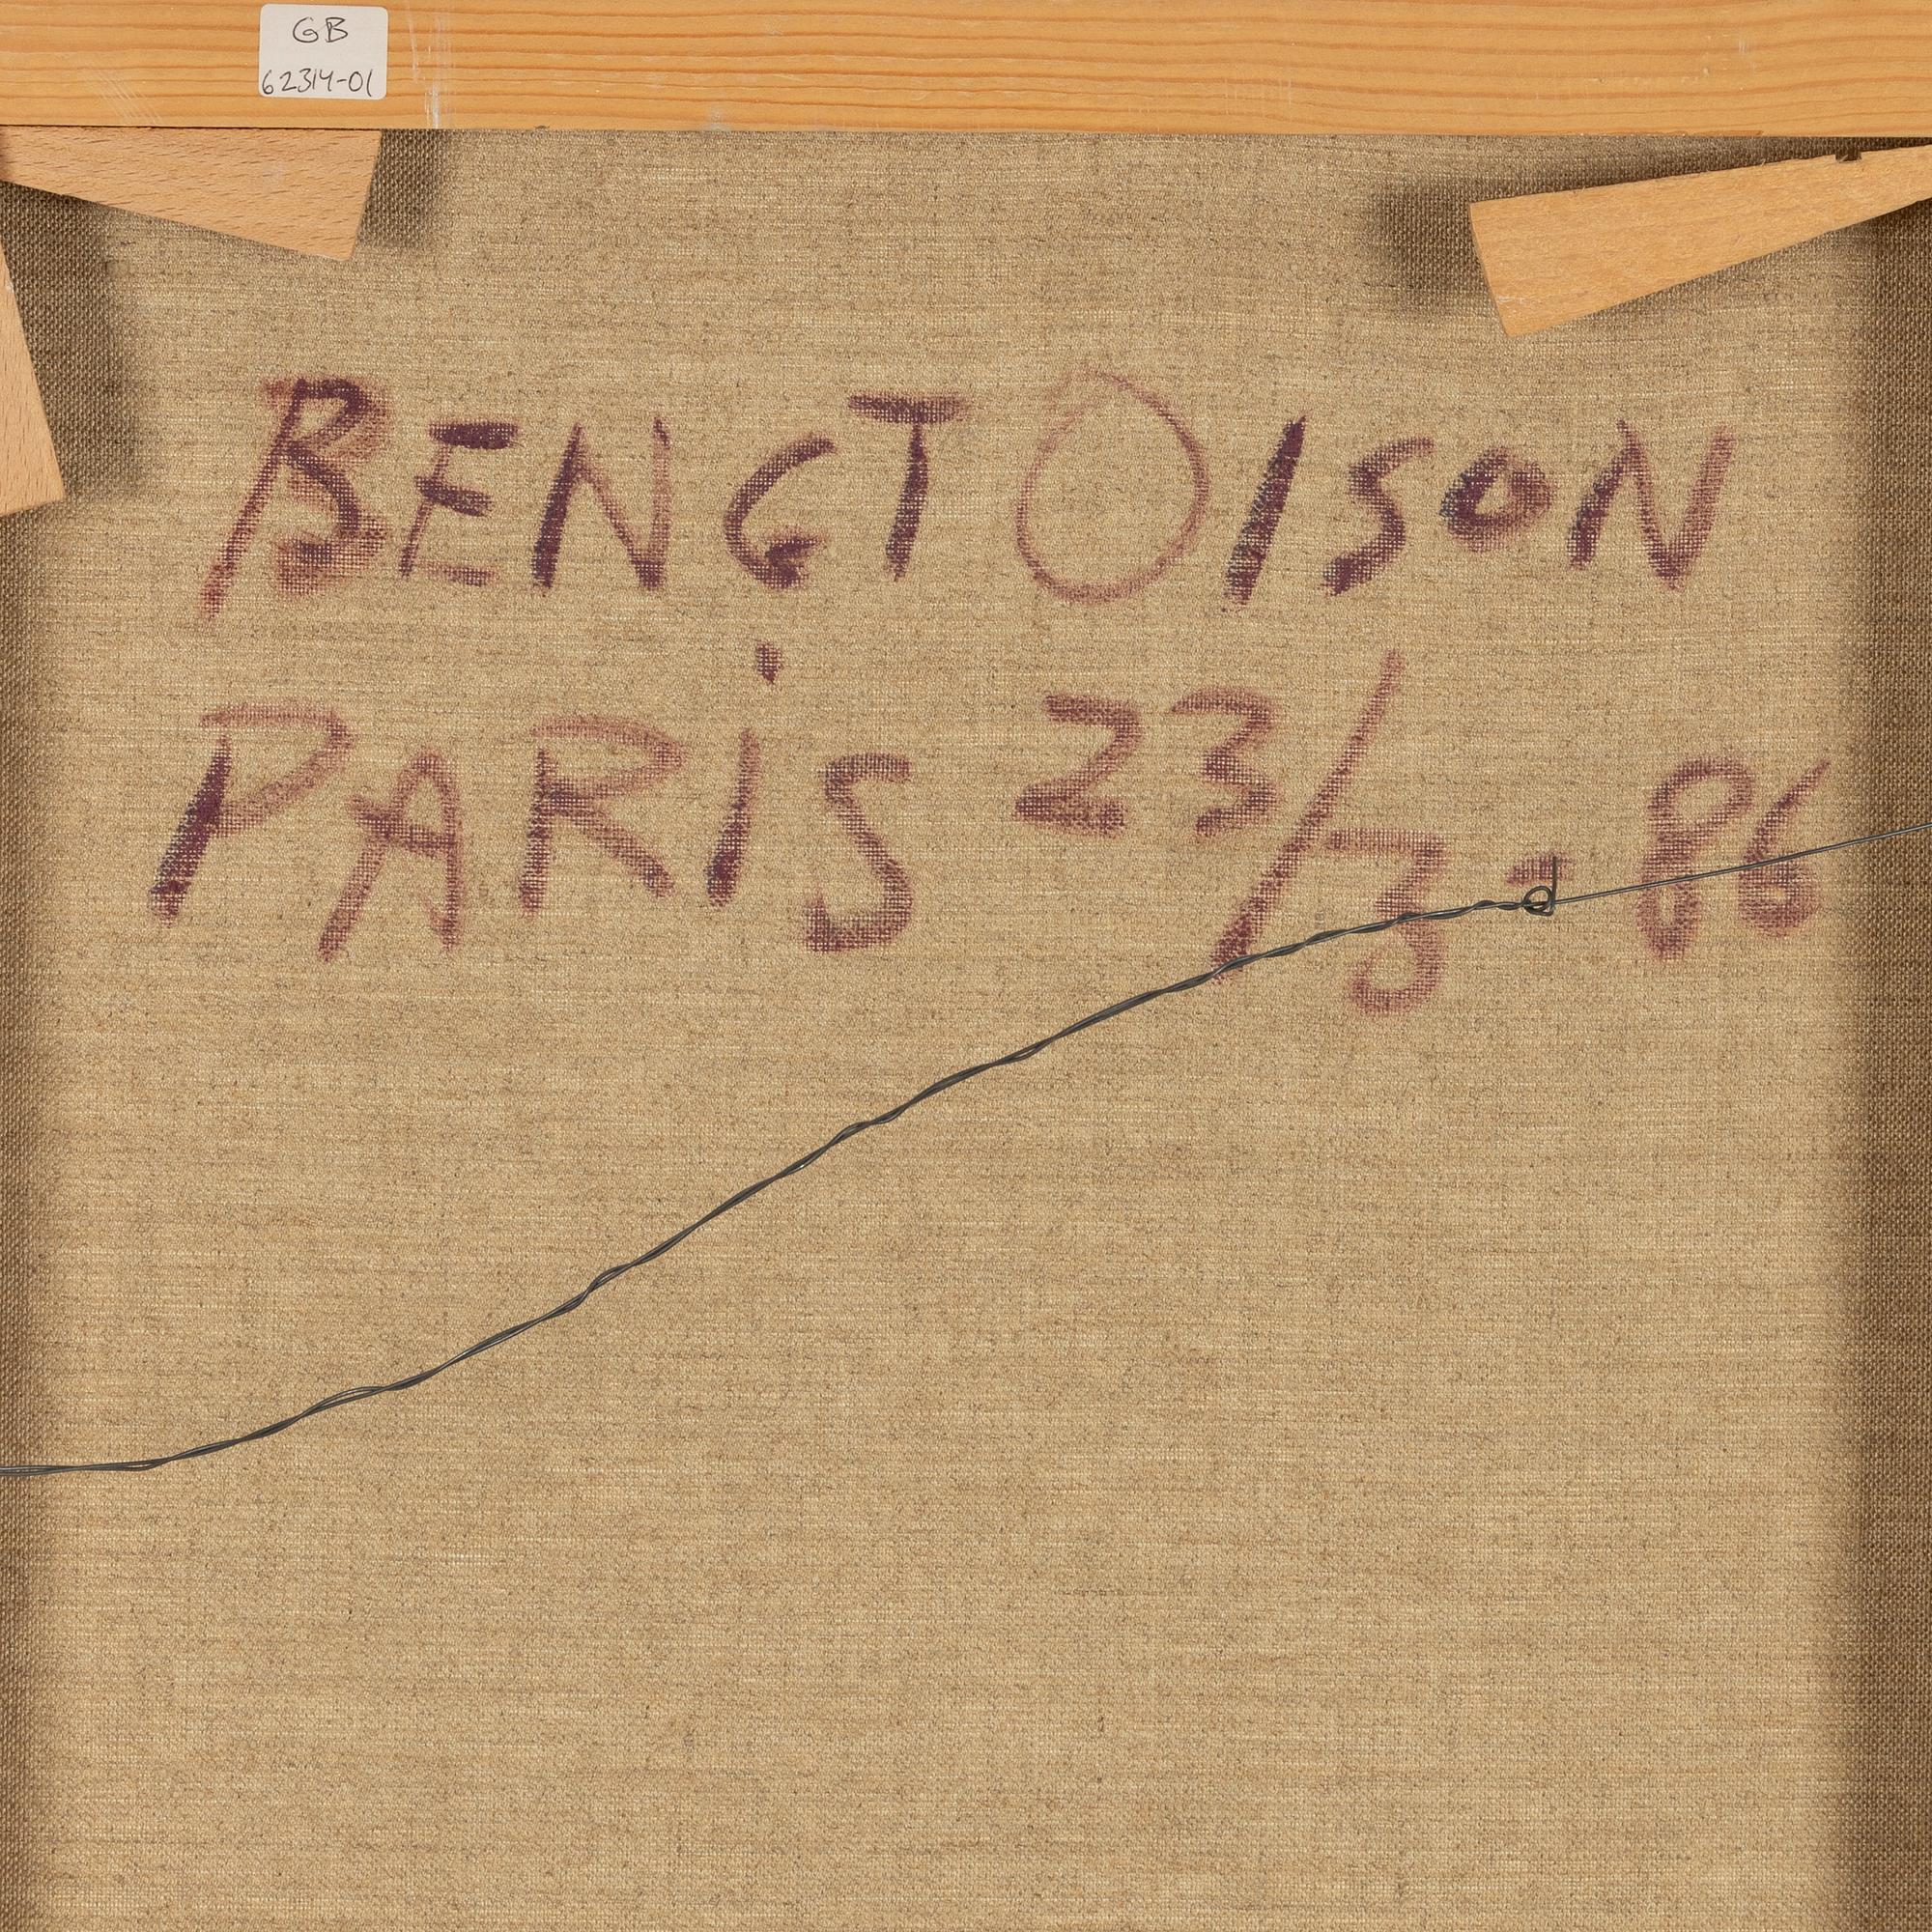 GB
62314-01
BENGT OlSON
PARiS 23/3-86